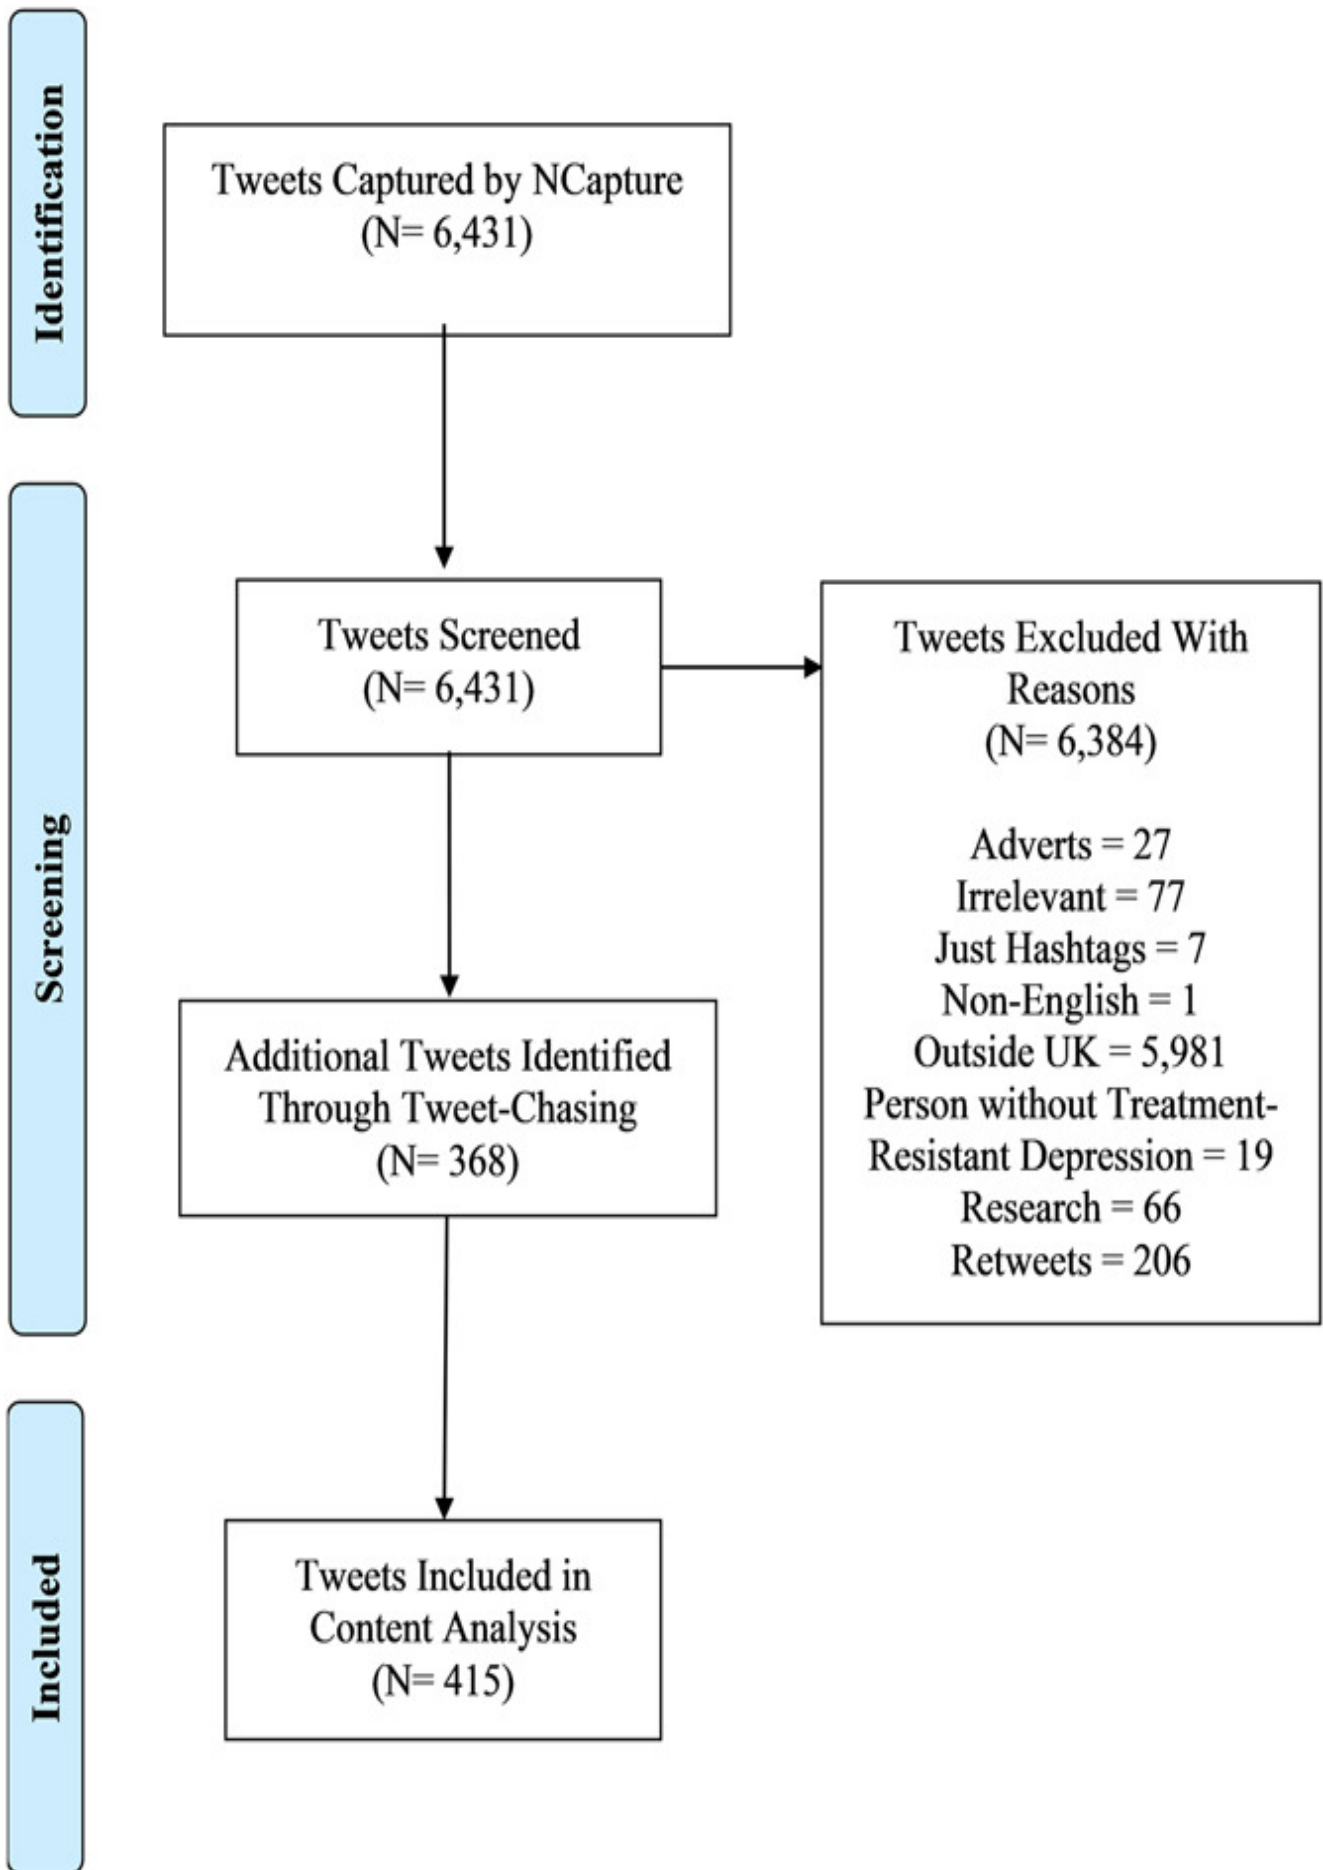 Identification
Tweets Captured by NCapture
(N= 6,431)
Screening
Tweets Screened
(N= 6,431)
Tweets Excluded With
Reasons
(N= 6,384)
Adverts = 27
Irrelevant = 77
Just Hashtags = 7
Non-English = 1
Outside UK = 5,981
Person without Treatment-
Resistant Depression = 19
Research = 66
Retweets = 206
Additional Tweets Identified
Through Tweet-Chasing
(N= 368)
Included
Tweets Included in
Content Analysis
(N= 415)